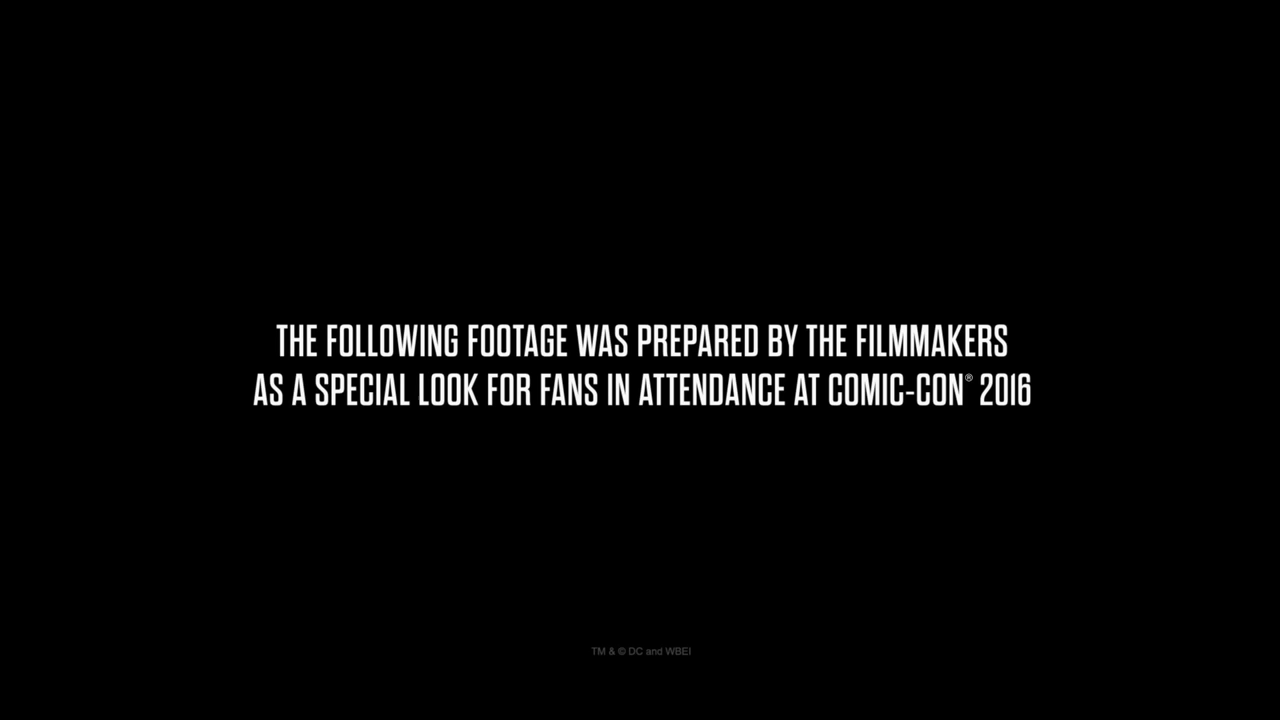 THE FOLLOWING FOOTAGE WAS PREPARED BY THE FILMMAKERS
AS A SPECIAL LOOK FOR FANS IN ATTENDANCE AT COMIC-CON® 2016
TM & © DC and WBEI